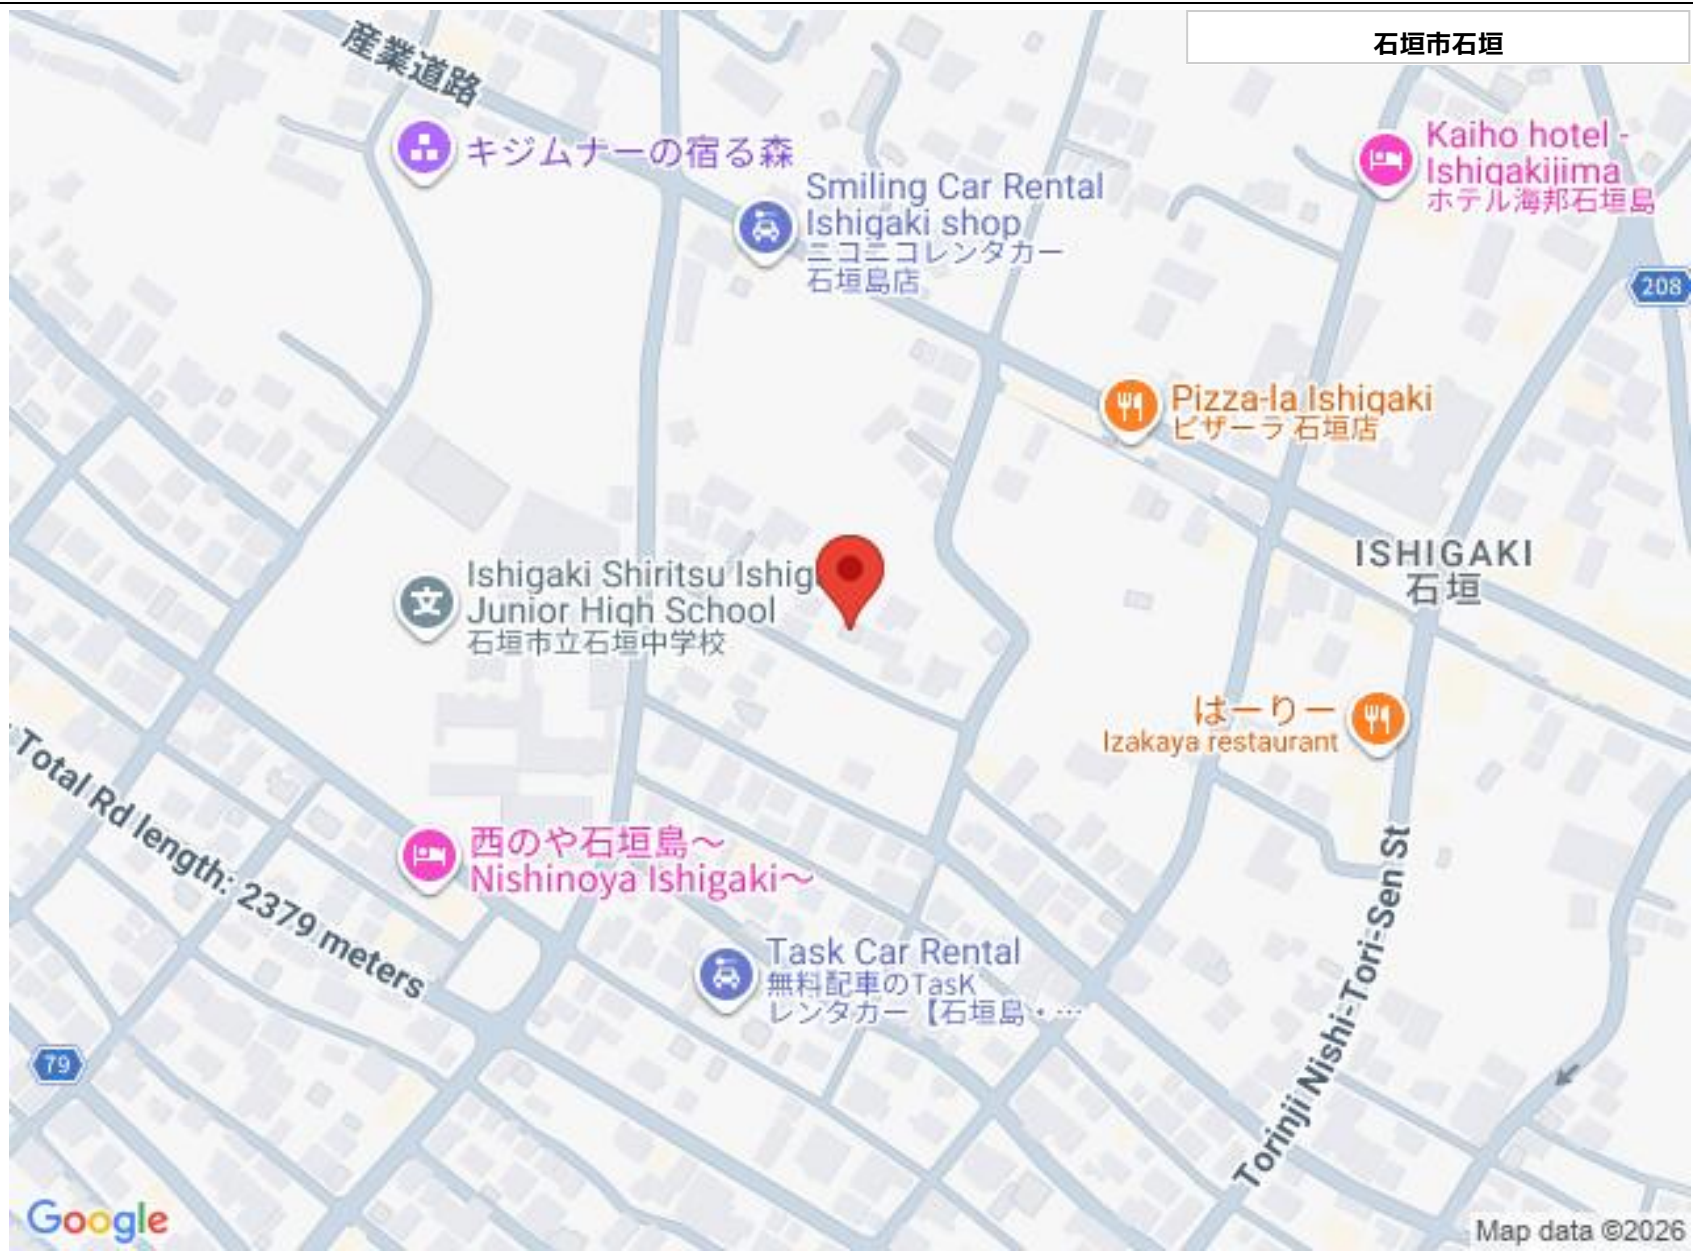 石垣市石垣
産業道路
キジムナーの宿る森
Smiling Car Rental
Ishigaki shop
ニコニコレンタカー
石垣島店
Kaiho hotel -
Ishigakijima
ホテル海邦石垣島
208
Pizza-la Ishigaki
ピザーラ 石垣店
ISHIGAKI
石垣
Ishigaki Shiritsu Ishig
Junior High School
石垣市立石垣中学校
はーりー
Izakaya restaurant
Total Rd length: 2379 meters
西のや石垣島〜
Nishinoya Ishigaki〜
Task Car Rental
無料配車のTasK
レンタカー【石垣島・…
Torinji Nishi-Tori-Sen St
79
Google
Map data ©2026